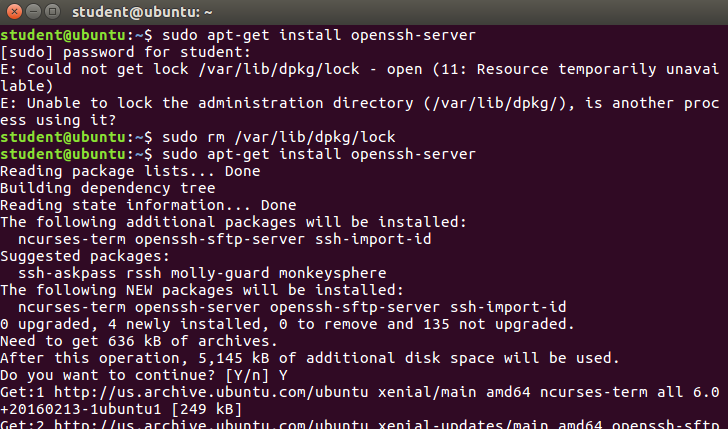 student@ubuntu: ~
student@ubuntu:~$ sudo apt-get install openssh-server
[sudo] password for student:
E: Could not get lock /var/lib/dpkg/lock - open (11: Resource temporarily unavai
lable)
E: Unable to lock the administration directory (/var/lib/dpkg/), is another proc
ess using it?
student@ubuntu:~$ sudo rm /var/lib/dpkg/lock
student@ubuntu:~$ sudo apt-get install openssh-server
Reading package lists... Done
Building dependency tree
Reading state information... Done
The following additional packages will be installed:
  ncurses-term openssh-sftp-server ssh-import-id
Suggested packages:
  ssh-askpass rssh molly-guard monkeysphere
The following NEW packages will be installed:
  ncurses-term openssh-server openssh-sftp-server ssh-import-id
0 upgraded, 4 newly installed, 0 to remove and 135 not upgraded.
Need to get 636 kB of archives.
After this operation, 5,145 kB of additional disk space will be used.
Do you want to continue? [Y/n] Y
Get:1 http://us.archive.ubuntu.com/ubuntu xenial/main amd64 ncurses-term all 6.0
+20160213-1ubuntu1 [249 kB]
Get:2 http://us.archive.ubuntu.com/ubuntu xenial-updates/main amd64 openssh-sftp